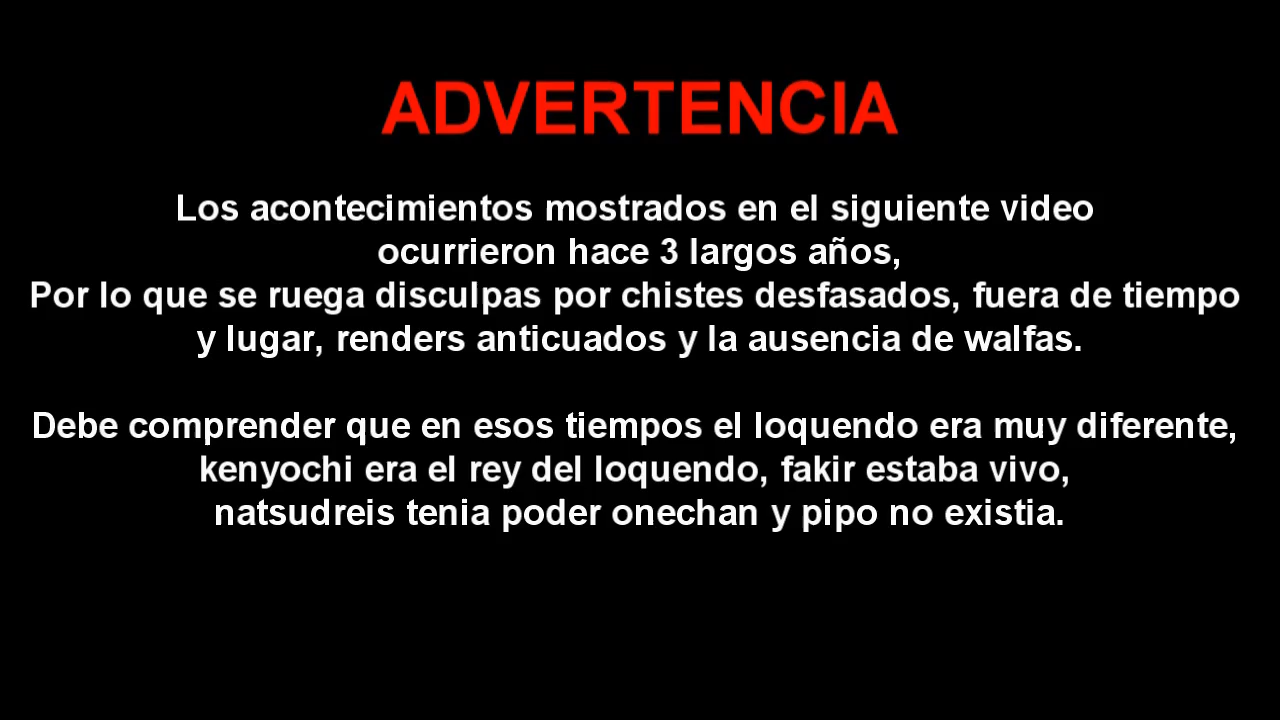 ADVERTENCIA
Los acontecimientos mostrados en el siguiente video
ocurrieron hace 3 largos años,
Por lo que se ruega disculpas por chistes desfasados, fuera de tiempo
y lugar, renders anticuados y la ausencia de walfas.
Debe comprender que en esos tiempos el loquendo era muy diferente,
kenyochi era el rey del loquendo, fakir estaba vivo,
natsudreis tenia poder onechan y pipo no existia.